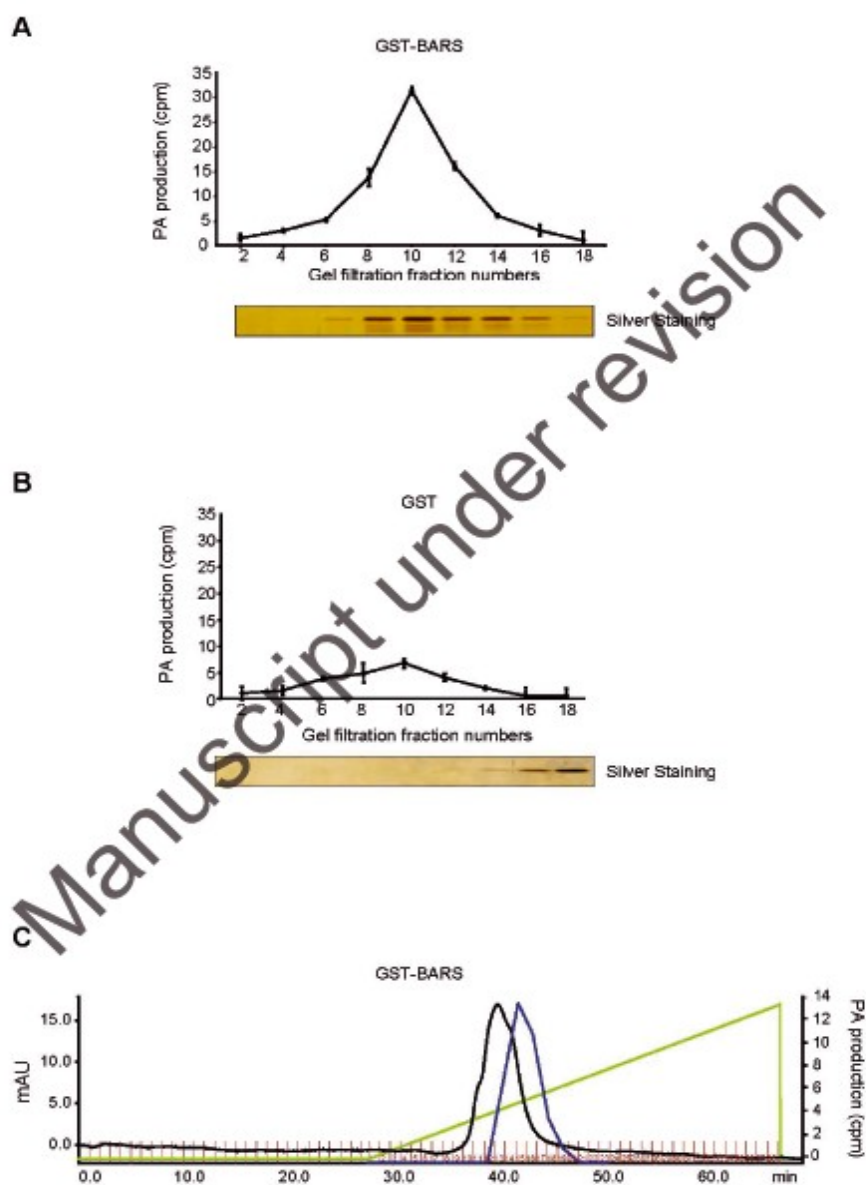 A
GST-BARS
PA production (cpm)
35
30
25
20
15
10
5
0
2 4 6 8 10 12 14 16 18
Gel filtration fraction numbers
Silver Staining
B
GST
PA production (cpm)
35
30
25
20
15
10
5
0
2 4 6 8 10 12 14 16 18
Gel filtration fraction numbers
Silver Staining
Manuscript under revision
C
GST-BARS
mAU
15.0
10.0
5.0
0.0
14
12
10
8
6
4
2
0
PA production (cpm)
0.0 10.0 20.0 30.0 40.0 50.0 60.0 min